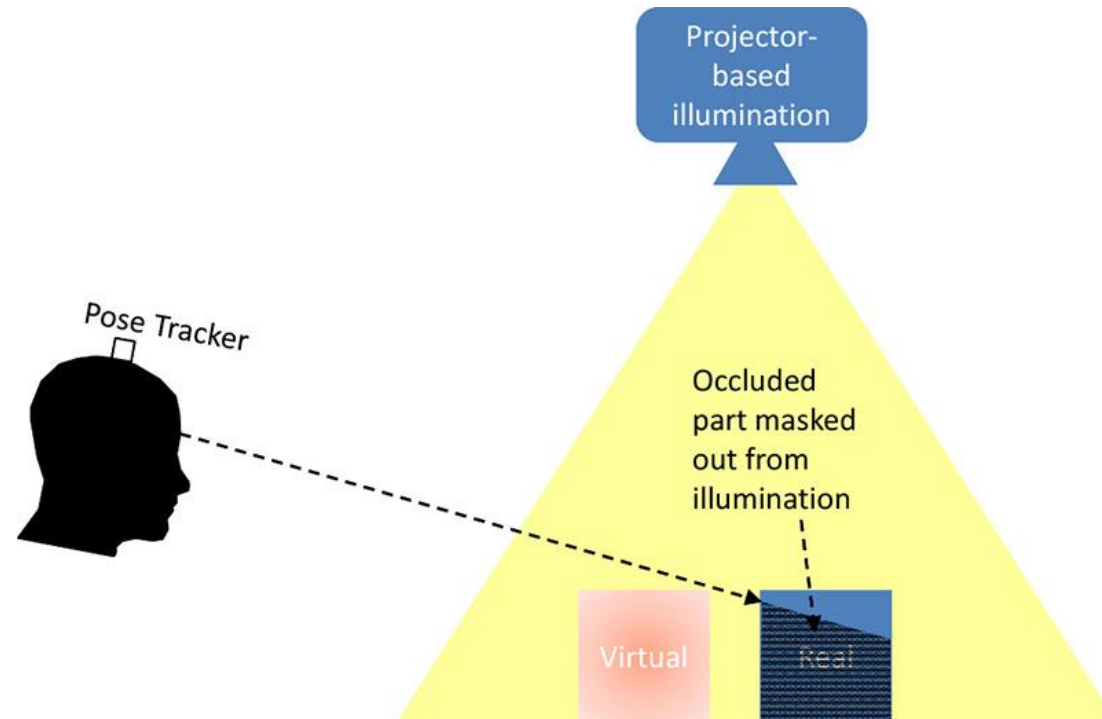 Projector-
based
illumination
Pose Tracker
Occluded
part masked
out from
illumination
Virtual
Real